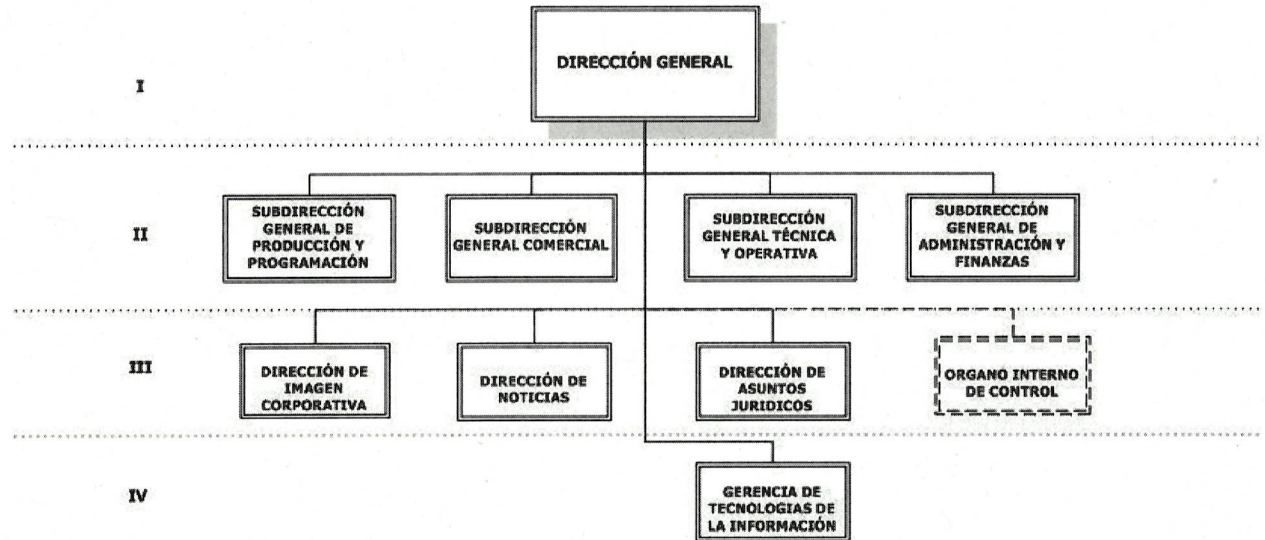 DIRECCIÓN GENERAL
I
II
SUBDIRECCIÓN
GENERAL DE
PRODUCCIÓN Y
PROGRAMACIÓN
SUBDIRECCIÓN
GENERAL COMERCIAL
SUBDIRECCIÓN
GENERAL TÉCNICA
Y OPERATIVA
SUBDIRECCIÓN
GENERAL DE
ADMINISTRACIÓN Y
FINANZAS
III
DIRECCIÓN DE
IMAGEN
CORPORATIVA
DIRECCIÓN DE
NOTICIAS
DIRECCIÓN DE
ASUNTOS
JURIDICOS
ORGANO INTERNO
DE CONTROL
IV
GERENCIA DE
TECNOLOGIAS DE
LA INFORMACIÓN